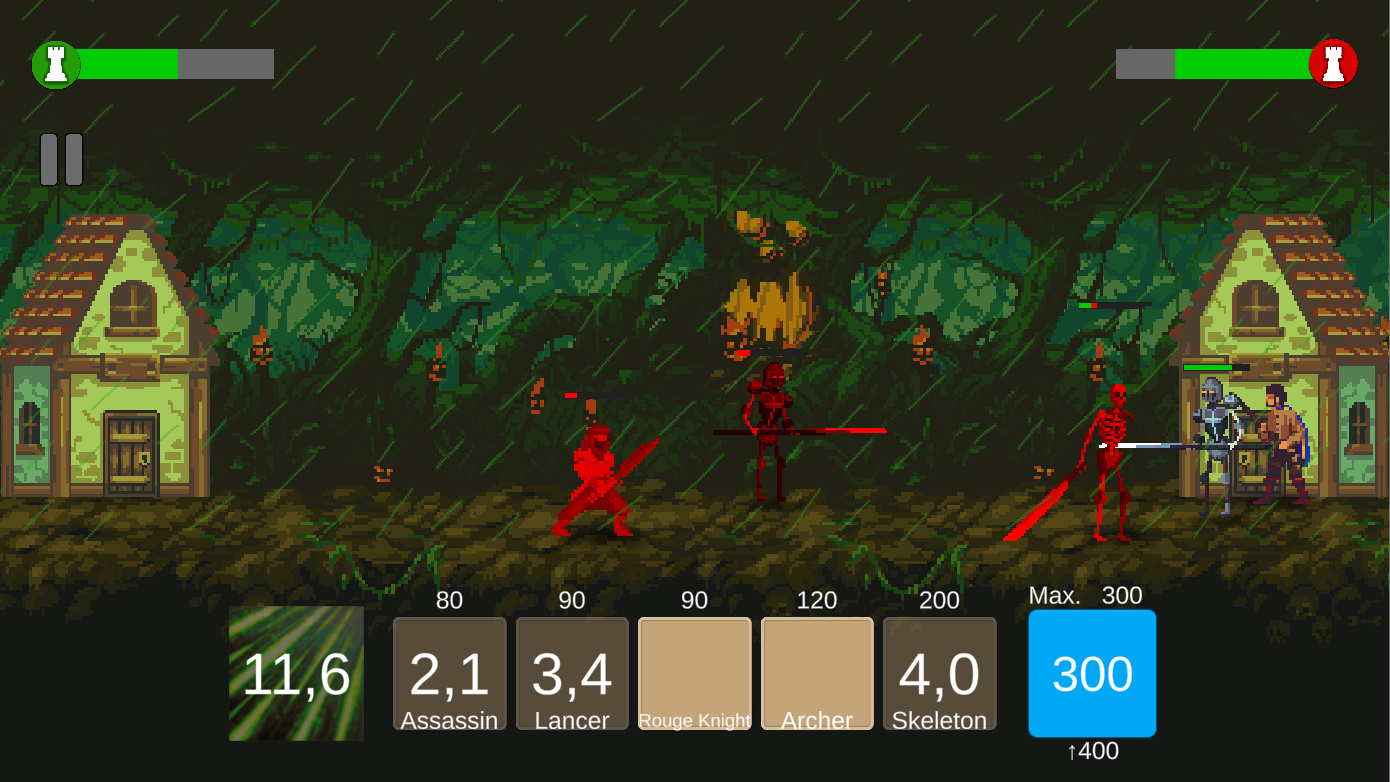 80 90 90 120 200 Max. 300
11,6 2,1 3,4 4,0 300
Assassin Lancer Rouge Knight Archer Skeleton
↑400